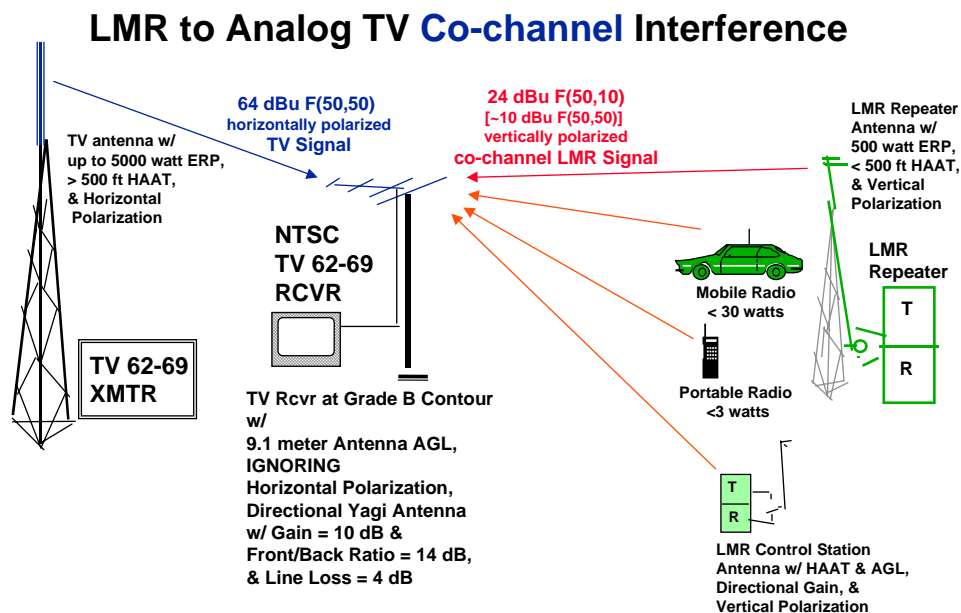 LMR to Analog TV Co-channel Interference
64 dBu F(50,50)
horizontally polarized
TV Signal
24 dBu F(50,10)
[~10 dBu F(50,50)]
vertically polarized
co-channel LMR Signal
LMR Repeater
Antenna w/
500 watt ERP,
< 500 ft HAAT,
& Vertical
Polarization
TV antenna w/
up to 5000 watt ERP,
> 500 ft HAAT,
& Horizontal
Polarization
NTSC
TV 62-69
RCVR
LMR
Repeater
T
R
Mobile Radio
< 30 watts
Portable Radio
<3 watts
TV 62-69
XMTR
TV Rcvr at Grade B Contour
w/
9.1 meter Antenna AGL,
IGNORING
Horizontal Polarization,
Directional Yagi Antenna
w/ Gain = 10 dB &
Front/Back Ratio = 14 dB,
& Line Loss = 4 dB
T
R
LMR Control Station
Antenna w/ HAAT & AGL,
Directional Gain, &
Vertical Polarization